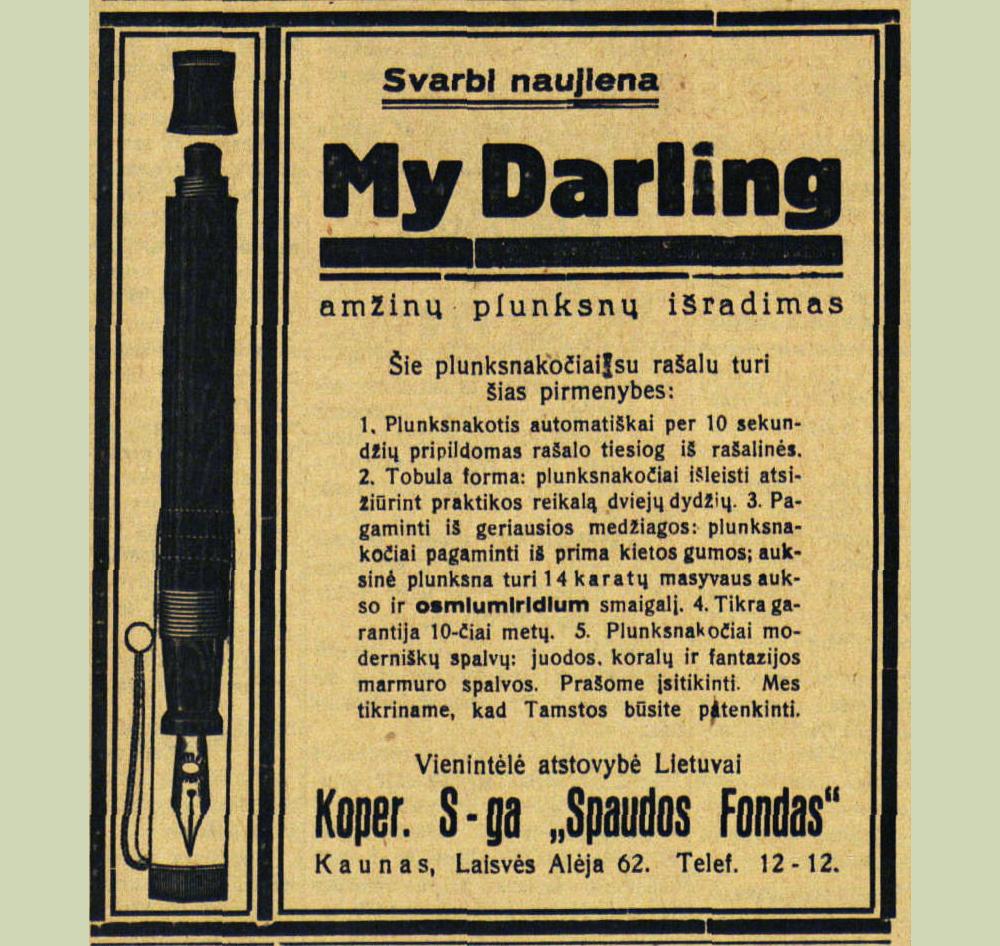 Svarbi naujiena
My Darling
amžinų plunksnų išradimas
Šie plunksnakočiai su rašalu turi
šias pirmenybes:
1. Plunksnakotis automatiškai per 10 sekun-
džių pripildomas rašalo tiesiog iš rašalinės.
2. Tobula forma: plunksnakočiai išleisti atsi-
žiūrint praktikos reikalą dviejų dydžių. 3. Pa-
gaminti iš geriausios medžiagos: plunksna-
kočiai pagaminti iš prima kietos gumos; auk-
sinė plunksna turi 14 karatų masyvaus auk-
so ir osmiumiridium smaigalį. 4. Tikra ga-
rantija 10-čiai metų. 5. Plunksnakočiai mo-
derniškų spalvų: juodos, koralų ir fantazijos
marmuro spalvos. Prašome įsitikinti. Mes
tikriname, kad Tamstos būsite patenkinti.
Vienintėlė atstovybė Lietuvai
Koper. S-ga „Spaudos Fondas“
Kaunas, Laisvės Alėja 62. Telef. 12-12.